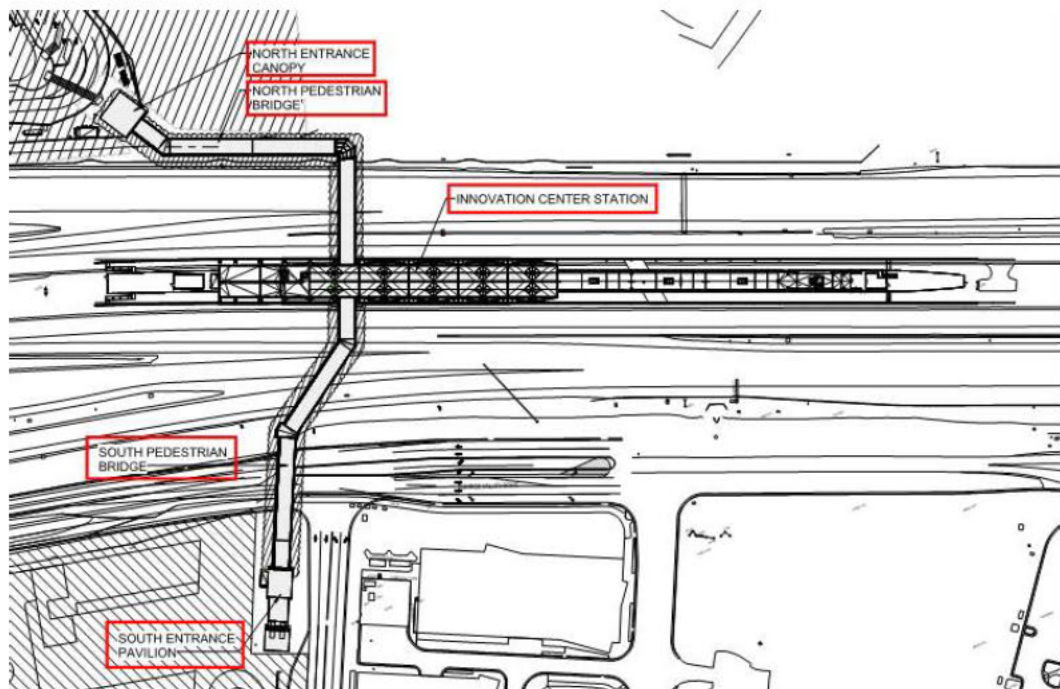 NORTH ENTRANCE
CANOPY
NORTH PEDESTRIAN
BRIDGE
INNOVATION CENTER STATION
SOUTH PEDESTRIAN
BRIDGE
SOUTH ENTRANCE
PAVILION